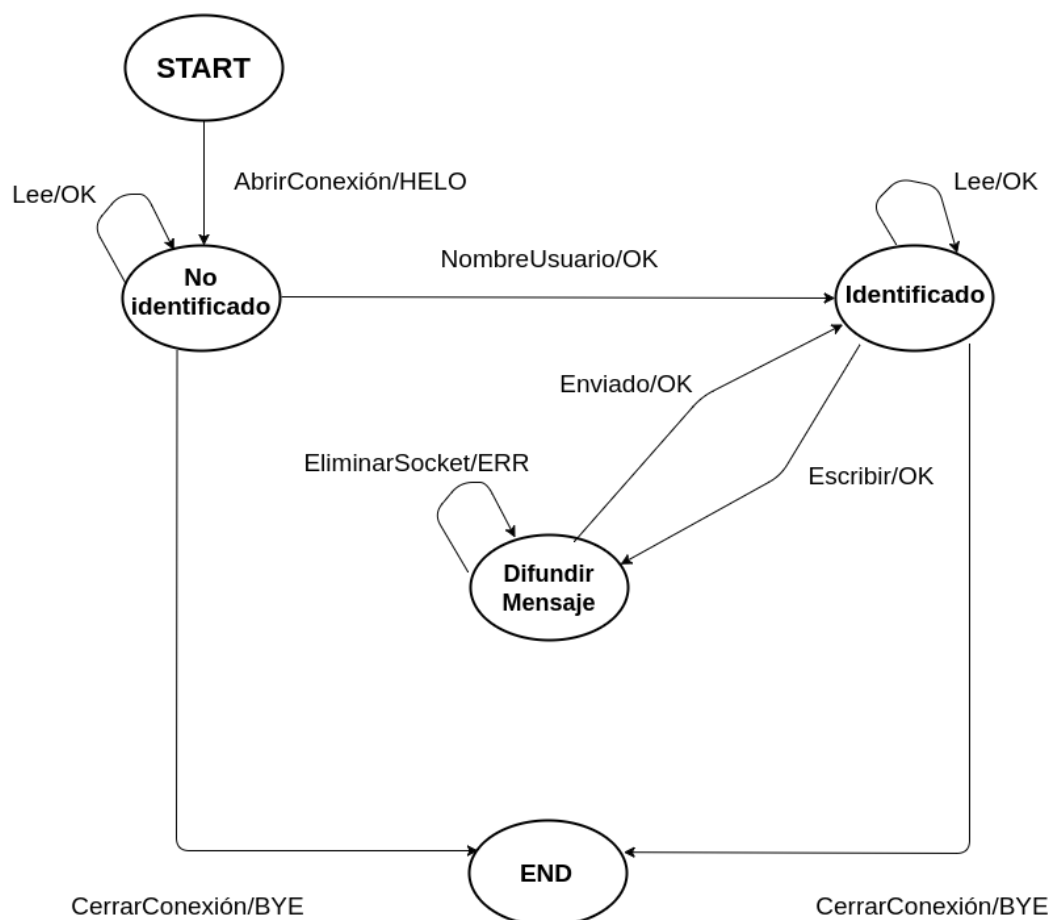 START
AbrirConexión/HELO
Lee/OK
Lee/OK
NombreUsuario/OK
No
identificado
Identificado
Enviado/OK
EliminarSocket/ERR
Escribir/OK
Difundir
Mensaje
END
CerrarConexión/BYE
CerrarConexión/BYE